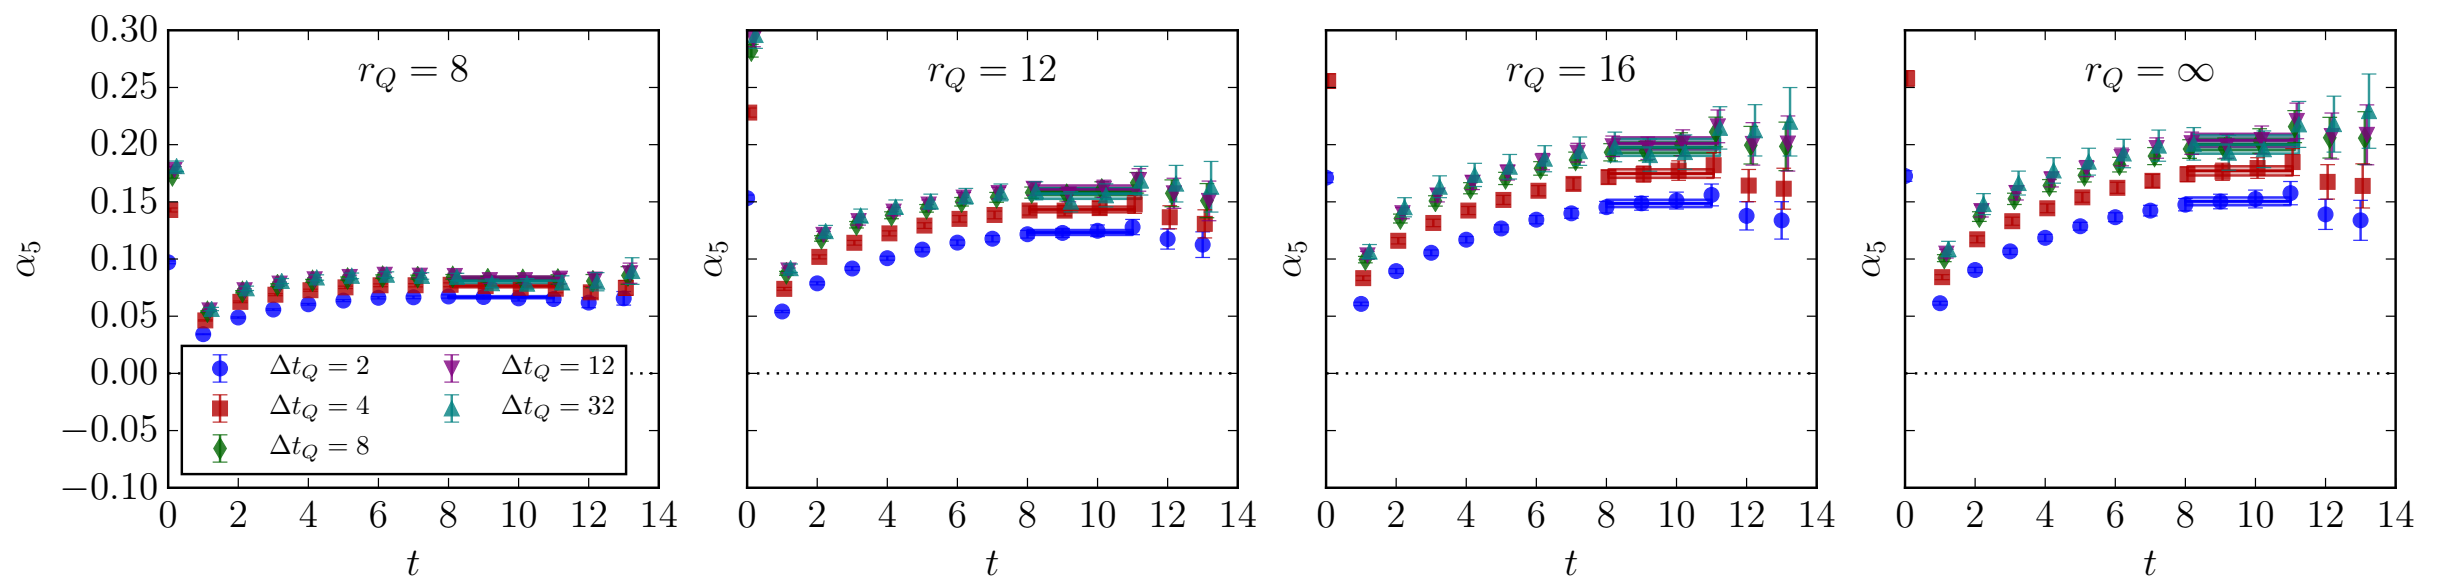 r_Q = 8
r_Q = 12
r_Q = 16
r_Q = ∞
0.30
0.25
0.20
0.15
0.10
0.05
0.00
−0.05
−0.10
α₅
α₅
α₅
α₅
Δt_Q = 2
Δt_Q = 4
Δt_Q = 8
Δt_Q = 12
Δt_Q = 32
0 2 4 6 8 10 12 14
0 2 4 6 8 10 12 14
0 2 4 6 8 10 12 14
0 2 4 6 8 10 12 14
t
t
t
t